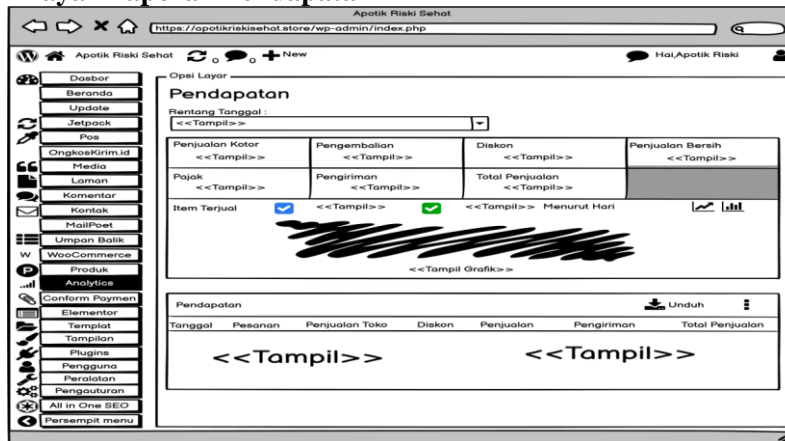 Apotik Riski Sehat
https://apotikriskisehat.store/wp-admin/index.php
Apotik Riski Sehat 0 0 New Hai,Apotik Riski
Dasbor
Beranda
Update
Jetpack
Pos
OngkosKirim.id
Media
Laman
Komentar
Kontak
MailPoet
Umpan Balik
W WooCommerce
Produk
Analytics
Conform Paymen
Elementor
Templat
Tampilan
Plugins
Pengguna
Peralatan
Pengauturan
All in One SEO
Persempit menu
Opsi Layar
Pendapatan
Rentang Tanggal :
<<Tampil>>
Penjualan Kotor Pengembalian Diskon Penjualan Bersih
<<Tampil>> <<Tampil>> <<Tampil>> <<Tampil>>
Pajak Pengiriman Total Penjualan
<<Tampil>> <<Tampil>> <<Tampil>>
Item Terjual <<Tampil>> <<Tampil>> Menurut Hari
<<Tampil Grafik>>
Pendapatan Unduh
Tanggal Pesanan Penjualan Toko Diskon Penjualan Pengiriman Total Penjualan
<<Tampil>> <<Tampil>>